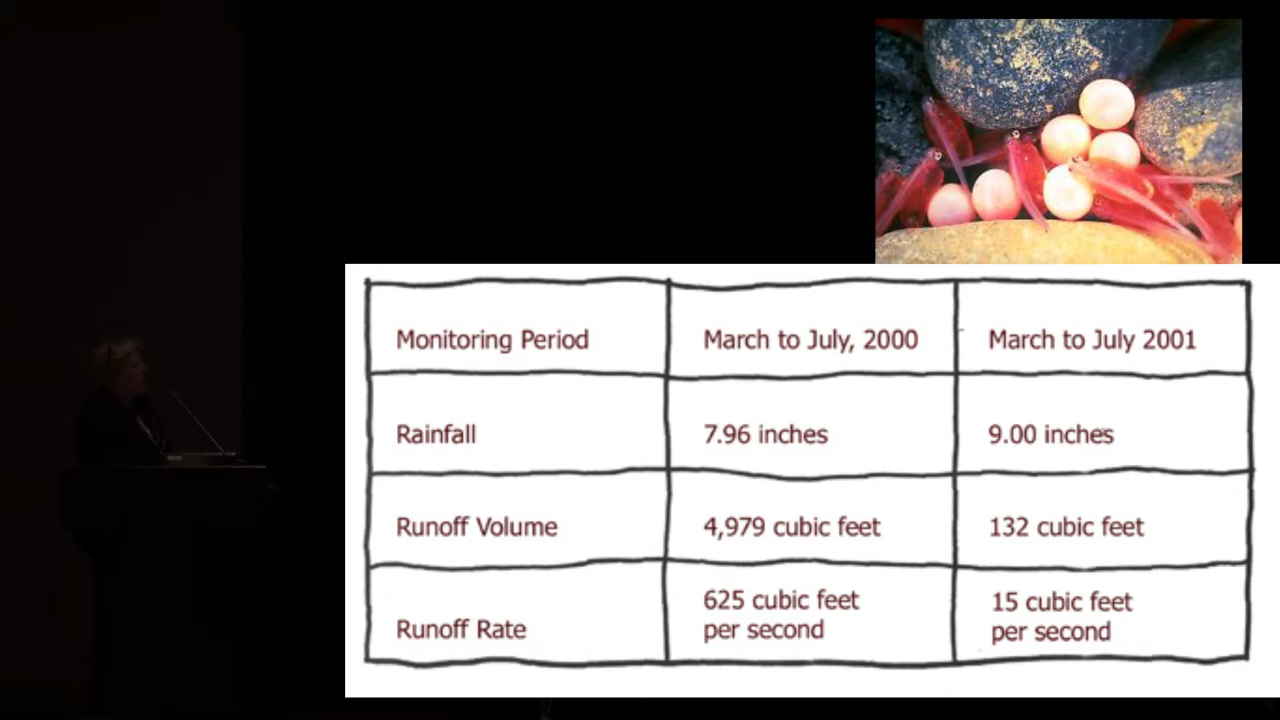 Monitoring Period March to July, 2000 March to July 2001
Rainfall 7.96 inches 9.00 inches
Runoff Volume 4,979 cubic feet 132 cubic feet
Runoff Rate 625 cubic feet per second 15 cubic feet per second